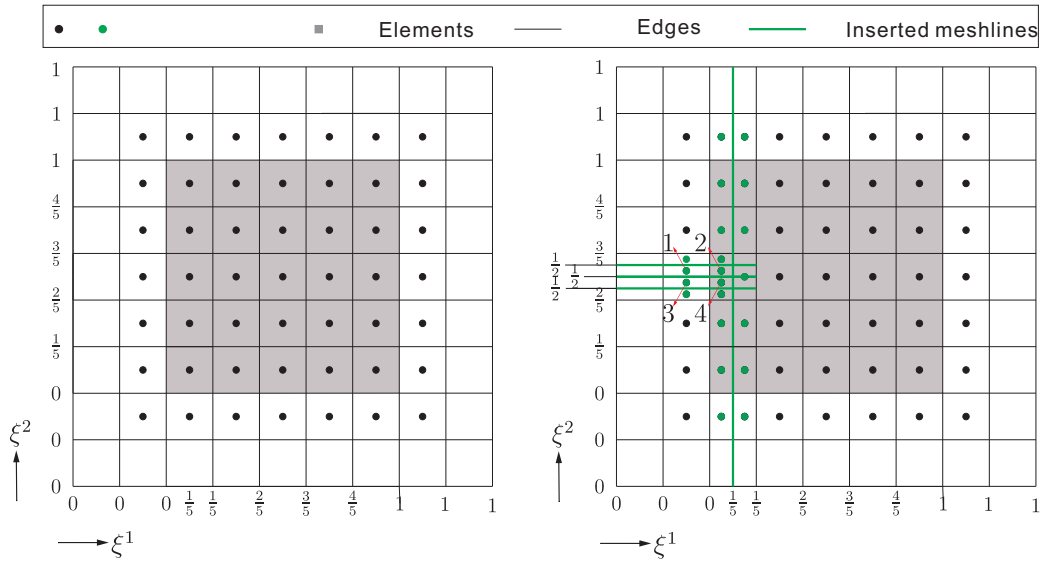 Elements Edges Inserted meshlines
1 1
1 1
1 1
4/5 4/5
3/5 1 2 3/5
1/2 1/2
1/2
2/5 2/5
3 4
1/5 1/5
0 0
ξ² 0 ξ² 0
0 0
0 0 0 1/5 1/5 2/5 3/5 4/5 1 1 1 0 0 0 1/5 1/5 2/5 3/5 4/5 1 1 1
ξ¹ ξ¹